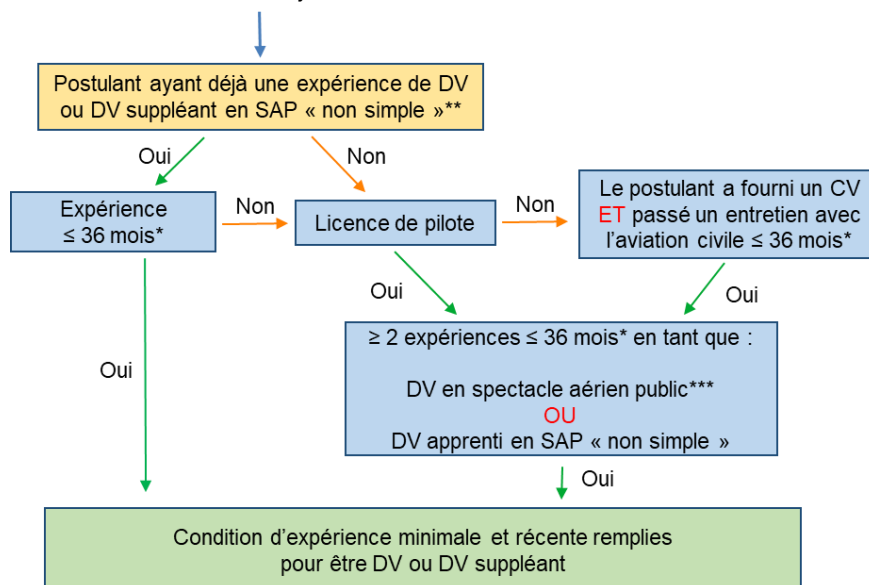 Postulant ayant déjà une expérience de DV
ou DV suppléant en SAP « non simple »**
Oui
Non
Expérience
≤ 36 mois*
Non
Licence de pilote
Non
Le postulant a fourni un CV
ET passé un entretien avec
l'aviation civile ≤ 36 mois*
Oui
Oui
Oui
≥ 2 expériences ≤ 36 mois* en tant que :
DV en spectacle aérien public***
OU
DV apprenti en SAP « non simple »
Oui
Condition d'expérience minimale et récente remplies
pour être DV ou DV suppléant